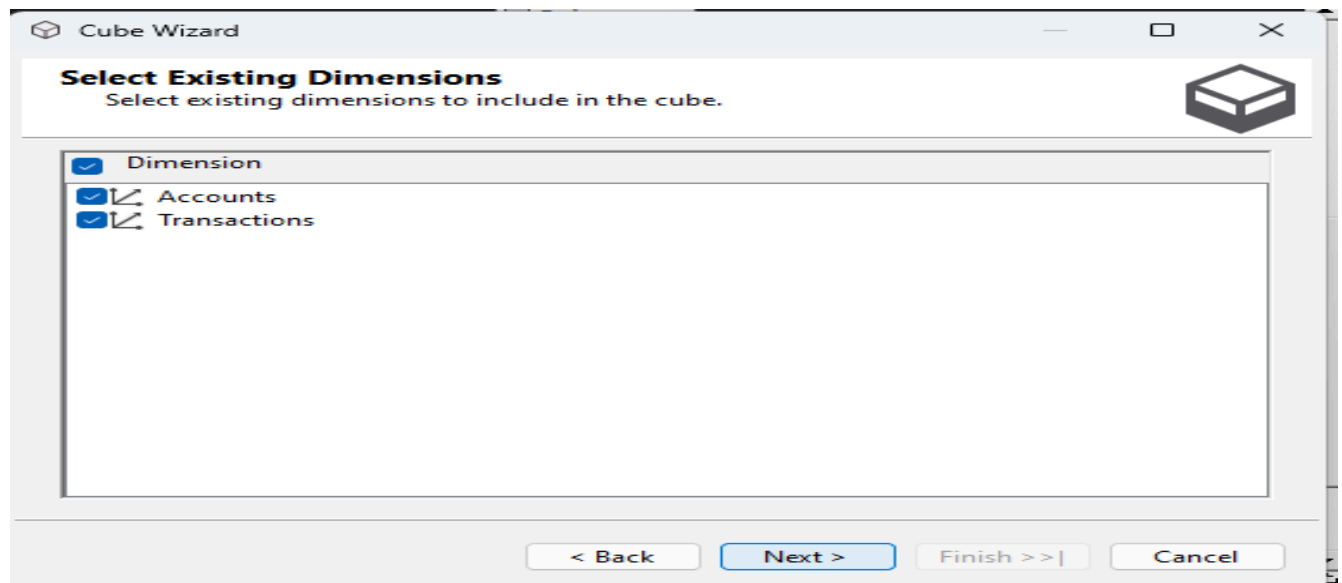 Cube Wizard
Select Existing Dimensions
Select existing dimensions to include in the cube.
Dimension
Accounts
Transactions
< Back Next > Finish >>| Cancel